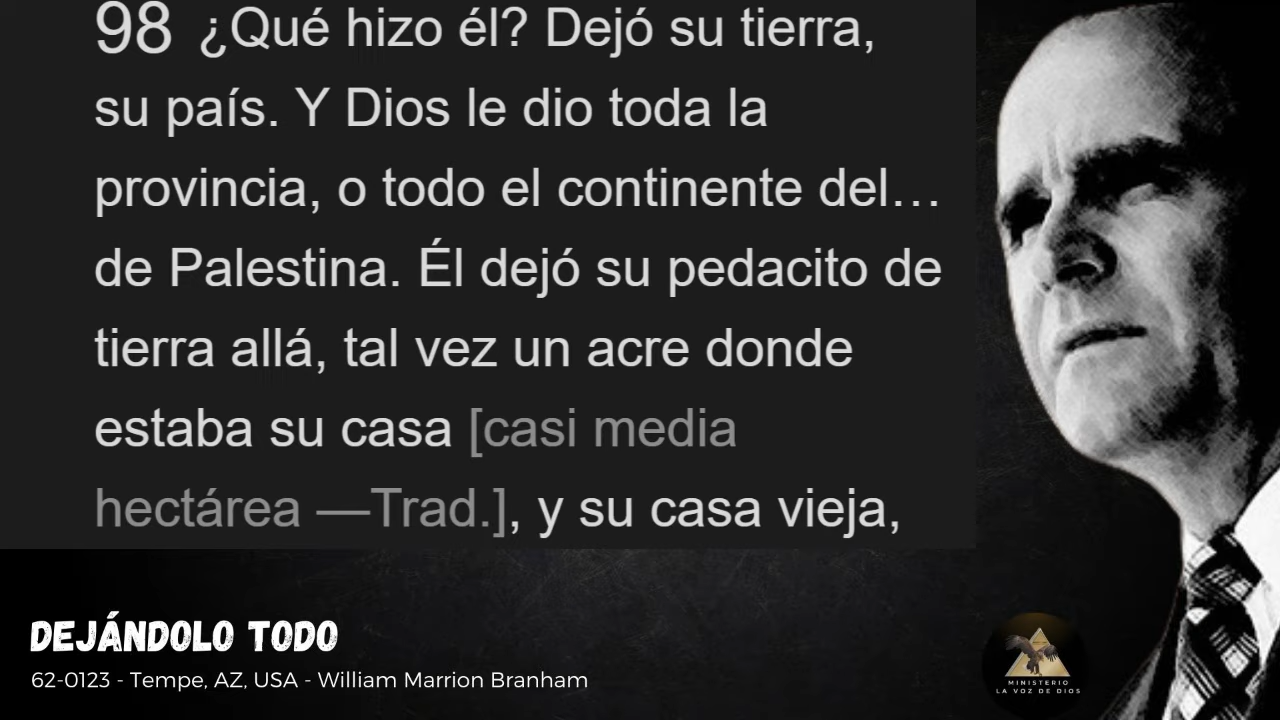 98 ¿Qué hizo él? Dejó su tierra,
su país. Y Dios le dio toda la
provincia, o todo el continente del…
de Palestina. Él dejó su pedacito de
tierra allá, tal vez un acre donde
estaba su casa [casi media
hectárea —Trad.], y su casa vieja,
DEJÁNDOLO TODO
62-0123 - Tempe, AZ, USA - William Marrion Branham
MINISTERIO
LA VOZ DE DIOS